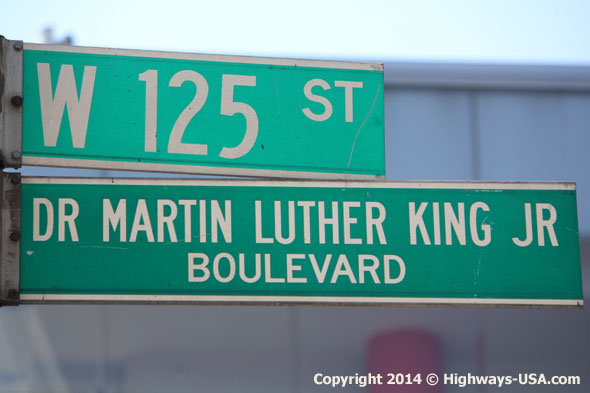 W 125 ST
DR MARTIN LUTHER KING JR
BOULEVARD
Copyright 2014 © Highways-USA.com